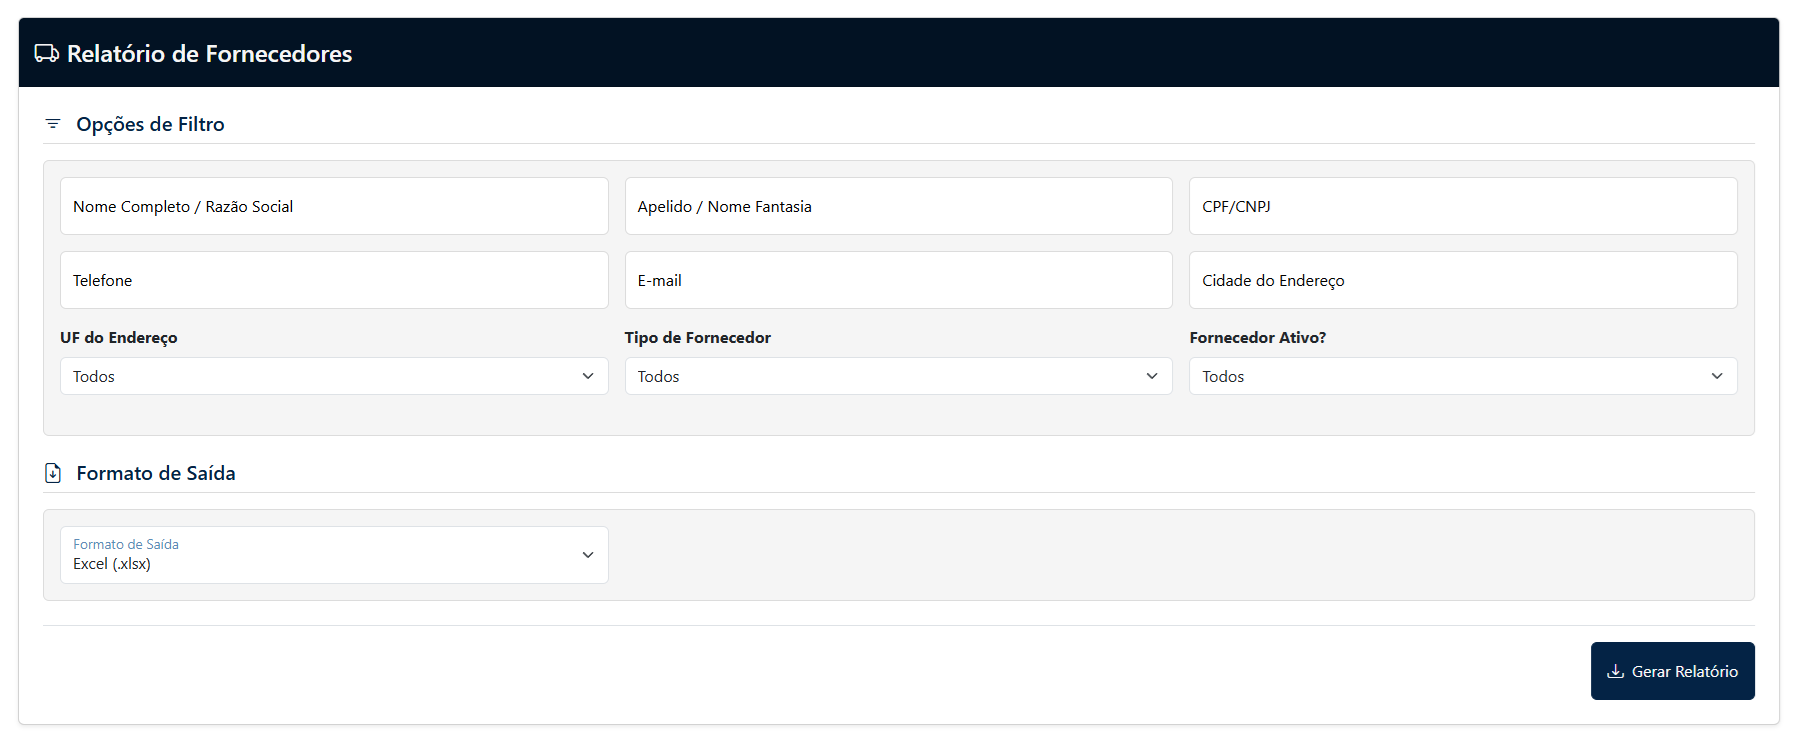 Relatório de Fornecedores
Opções de Filtro
Nome Completo / Razão Social
Apelido / Nome Fantasia
CPF/CNPJ
Telefone
E-mail
Cidade do Endereço
UF do Endereço
Tipo de Fornecedor
Fornecedor Ativo?
Todos
Todos
Todos
Formato de Saída
Formato de Saída
Excel (.xlsx)
Gerar Relatório